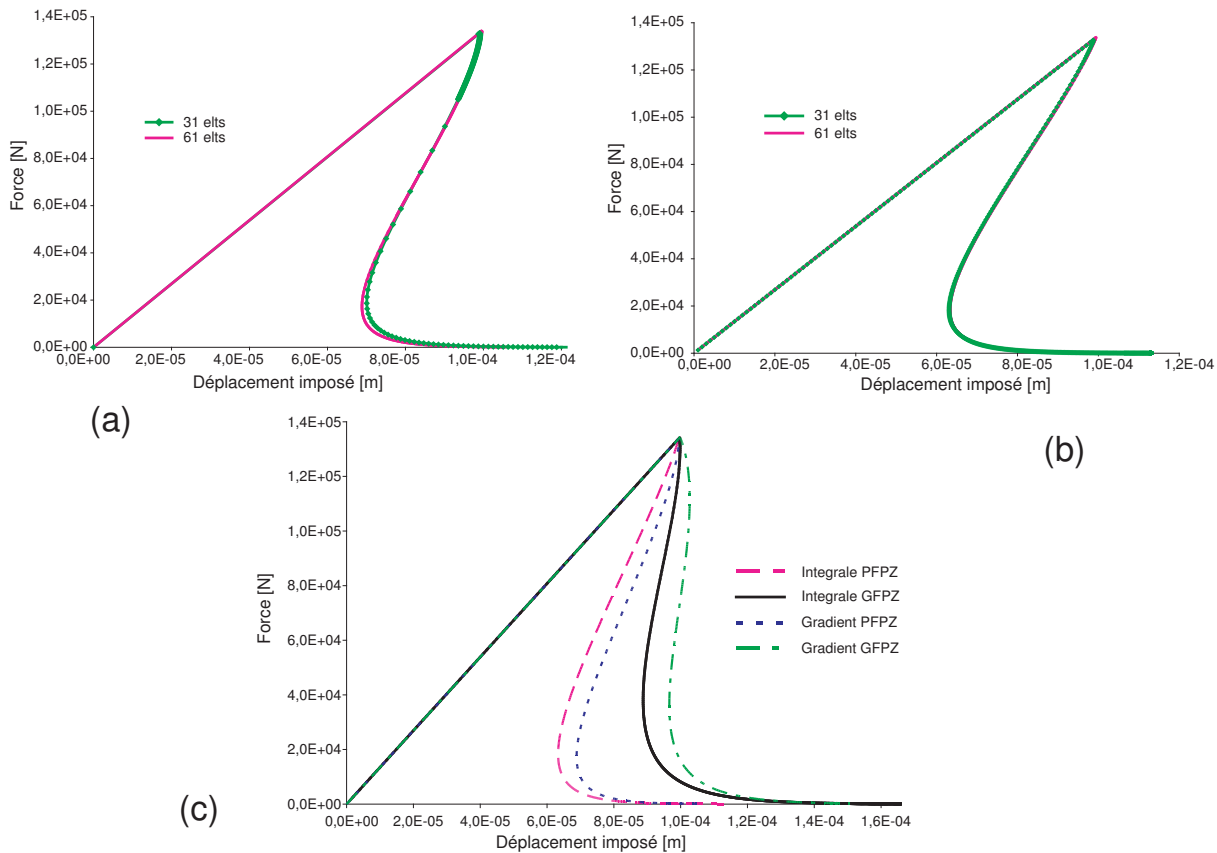 1,4E+05
1,2E+05
1,0E+05
8,0E+04
6,0E+04
4,0E+04
2,0E+04
0,0E+00
Force [N]
31 elts
61 elts
0,0E+00 2,0E-05 4,0E-05 6,0E-05 8,0E-05 1,0E-04 1,2E-04
Déplacement imposé [m]
(a)
1,4E+05
1,2E+05
1,0E+05
8,0E+04
6,0E+04
4,0E+04
2,0E+04
0,0E+00
Force [N]
31 elts
61 elts
0,0E+00 2,0E-05 4,0E-05 6,0E-05 8,0E-05 1,0E-04 1,2E-04
Déplacement imposé [m]
(b)
1,4E+05
1,2E+05
1,0E+05
8,0E+04
6,0E+04
4,0E+04
2,0E+04
0,0E+00
Force [N]
Integrale PFPZ
Integrale GFPZ
Gradient PFPZ
Gradient GFPZ
0,0E+00 2,0E-05 4,0E-05 6,0E-05 8,0E-05 1,0E-04 1,2E-04 1,4E-04 1,6E-04
Déplacement imposé [m]
(c)